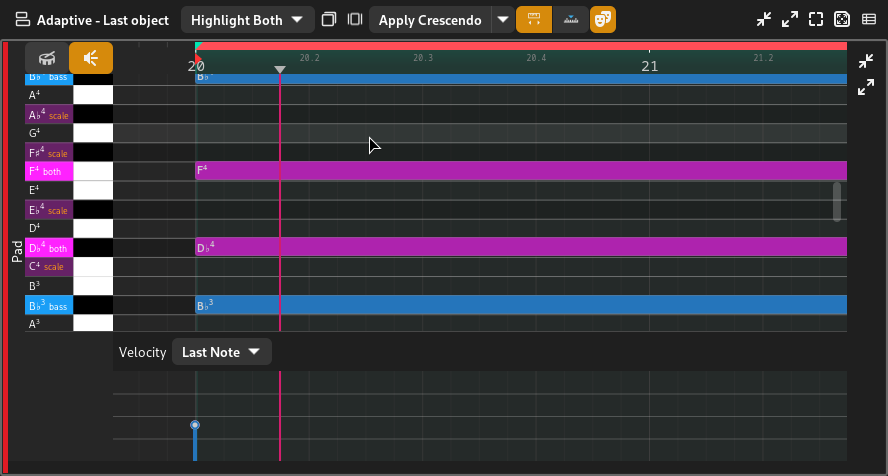 Adaptive - Last object Highlight Both Apply Crescendo
20 20.2 20.3 20.4 21 21.2
B♭⁴ bass B♭⁴
A⁴
A♭⁴ scale
G⁴
F♯⁴ scale
F⁴ both F⁴
E⁴
E♭⁴ scale
D⁴
D♭⁴ both D♭⁴
C⁴ scale
B³
B♭³ bass B♭³
A³
Pad
Velocity Last Note